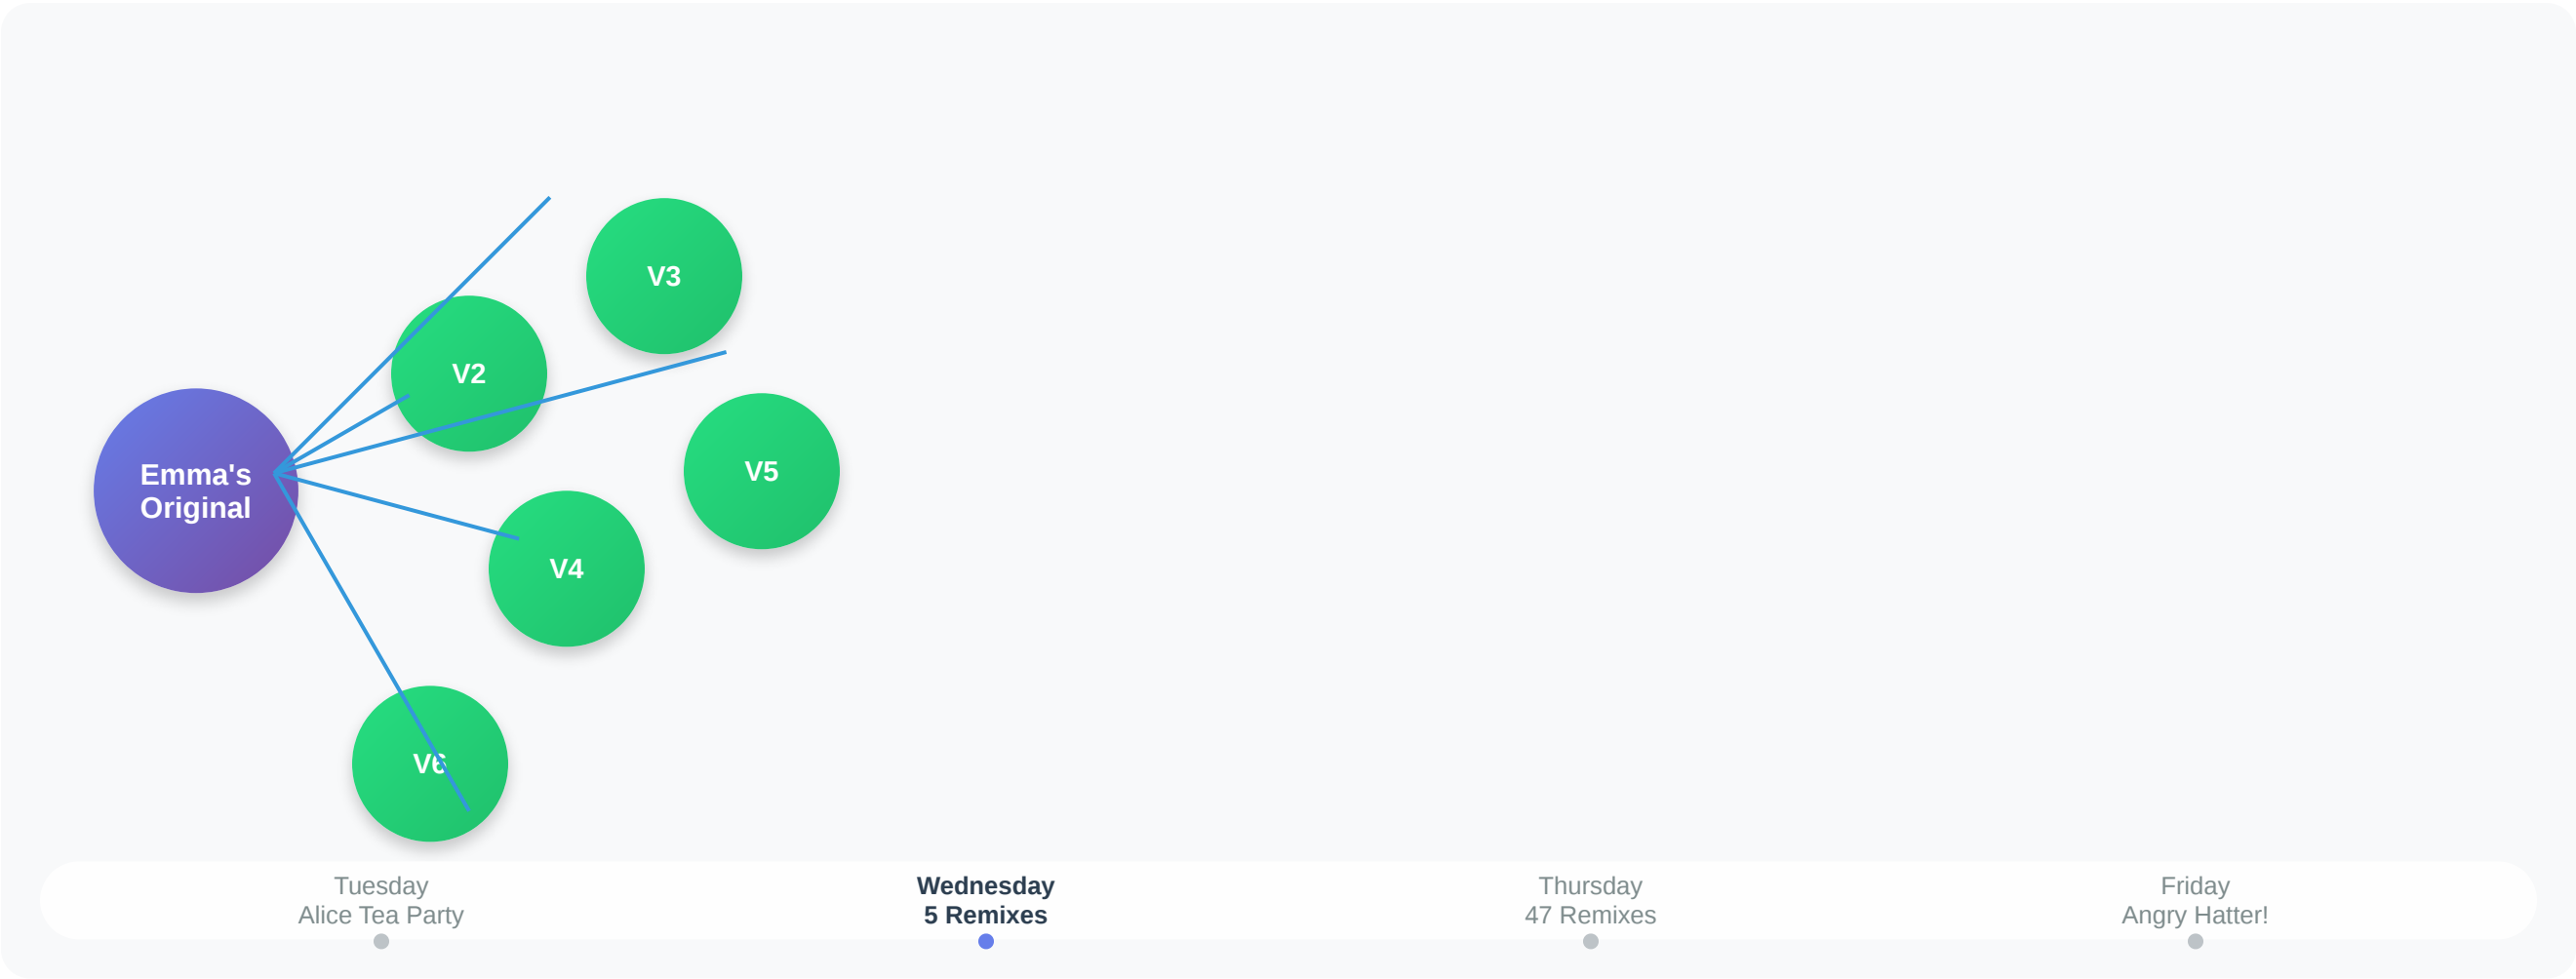 V3
V2
Emma's
Original
V5
V4
V6
Tuesday
Alice Tea Party
Wednesday
5 Remixes
Thursday
47 Remixes
Friday
Angry Hatter!